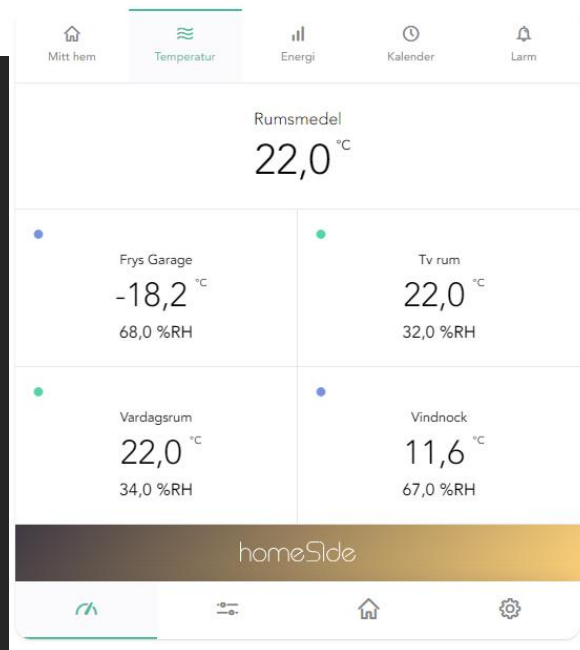 Mitt hem
Temperatur
Energi
Kalender
Larm
Rumsmedel
22,0 °C
Frys Garage
-18,2 °C
68,0 %RH
Tv rum
22,0 °C
32,0 %RH
Vardagsrum
22,0 °C
34,0 %RH
Vindnock
11,6 °C
67,0 %RH
homeSIde